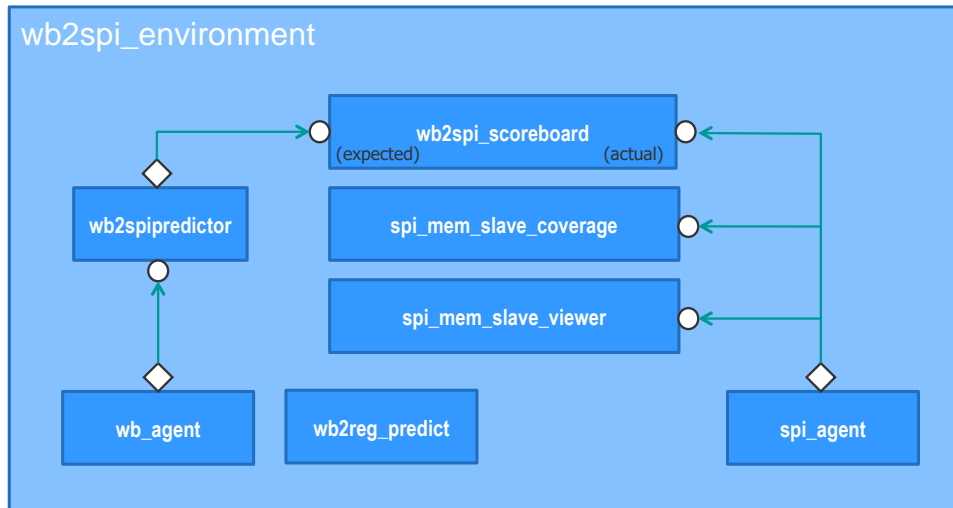 wb2spi_environment
wb2spi_scoreboard
(expected)
(actual)
wb2spipredictor
spi_mem_slave_coverage
spi_mem_slave_viewer
wb_agent
wb2reg_predict
spi_agent